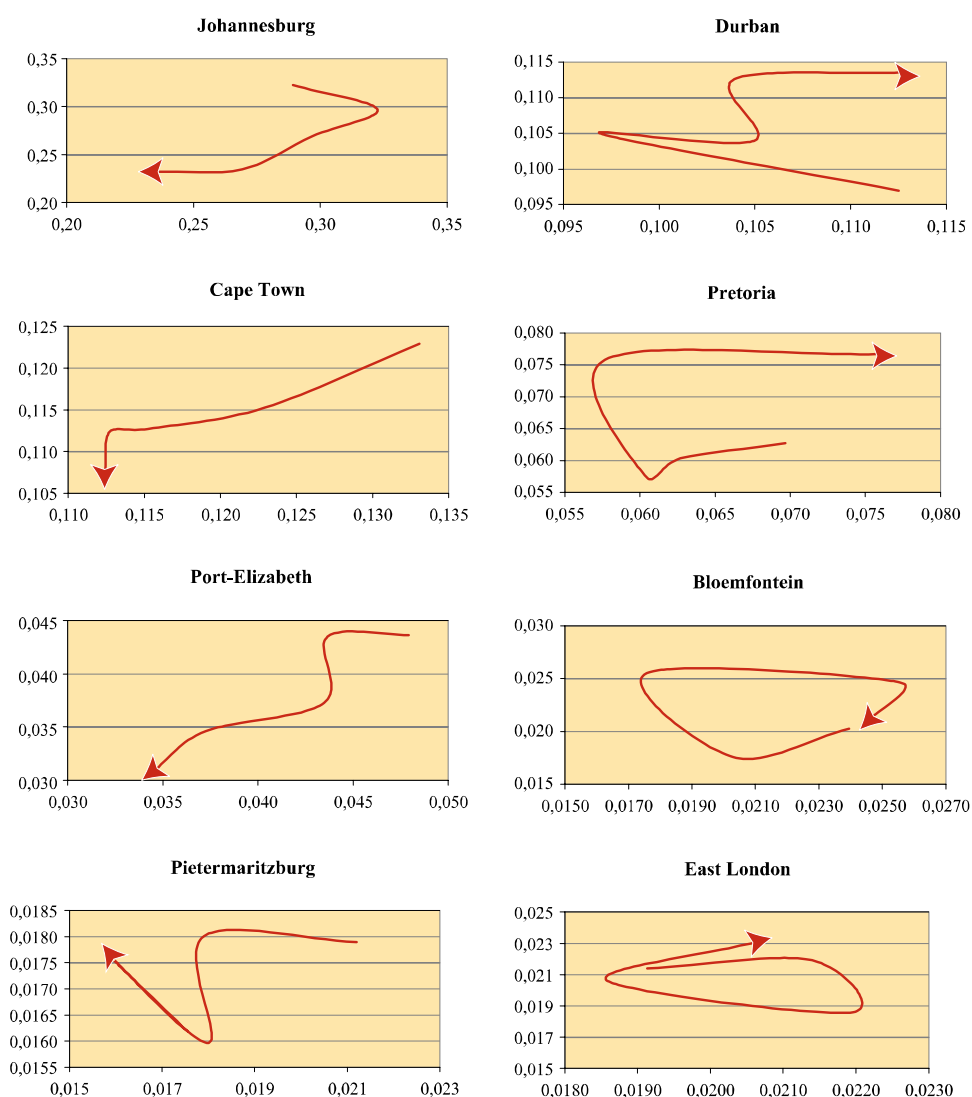 Johannesburg
0,35
0,30
0,25
0,20
0,20 0,25 0,30 0,35
Durban
0,115
0,110
0,105
0,100
0,095
0,095 0,100 0,105 0,110 0,115
Cape Town
0,125
0,120
0,115
0,110
0,105
0,110 0,115 0,120 0,125 0,130 0,135
Pretoria
0,080
0,075
0,070
0,065
0,060
0,055
0,055 0,060 0,065 0,070 0,075 0,080
Port-Elizabeth
0,045
0,040
0,035
0,030
0,030 0,035 0,040 0,045 0,050
Bloemfontein
0,030
0,025
0,020
0,015
0,0150 0,0170 0,0190 0,0210 0,0230 0,0250 0,0270
Pietermaritzburg
0,0185
0,0180
0,0175
0,0170
0,0165
0,0160
0,0155
0,015 0,017 0,019 0,021 0,023
East London
0,025
0,023
0,021
0,019
0,017
0,015
0,0180 0,0190 0,0200 0,0210 0,0220 0,0230